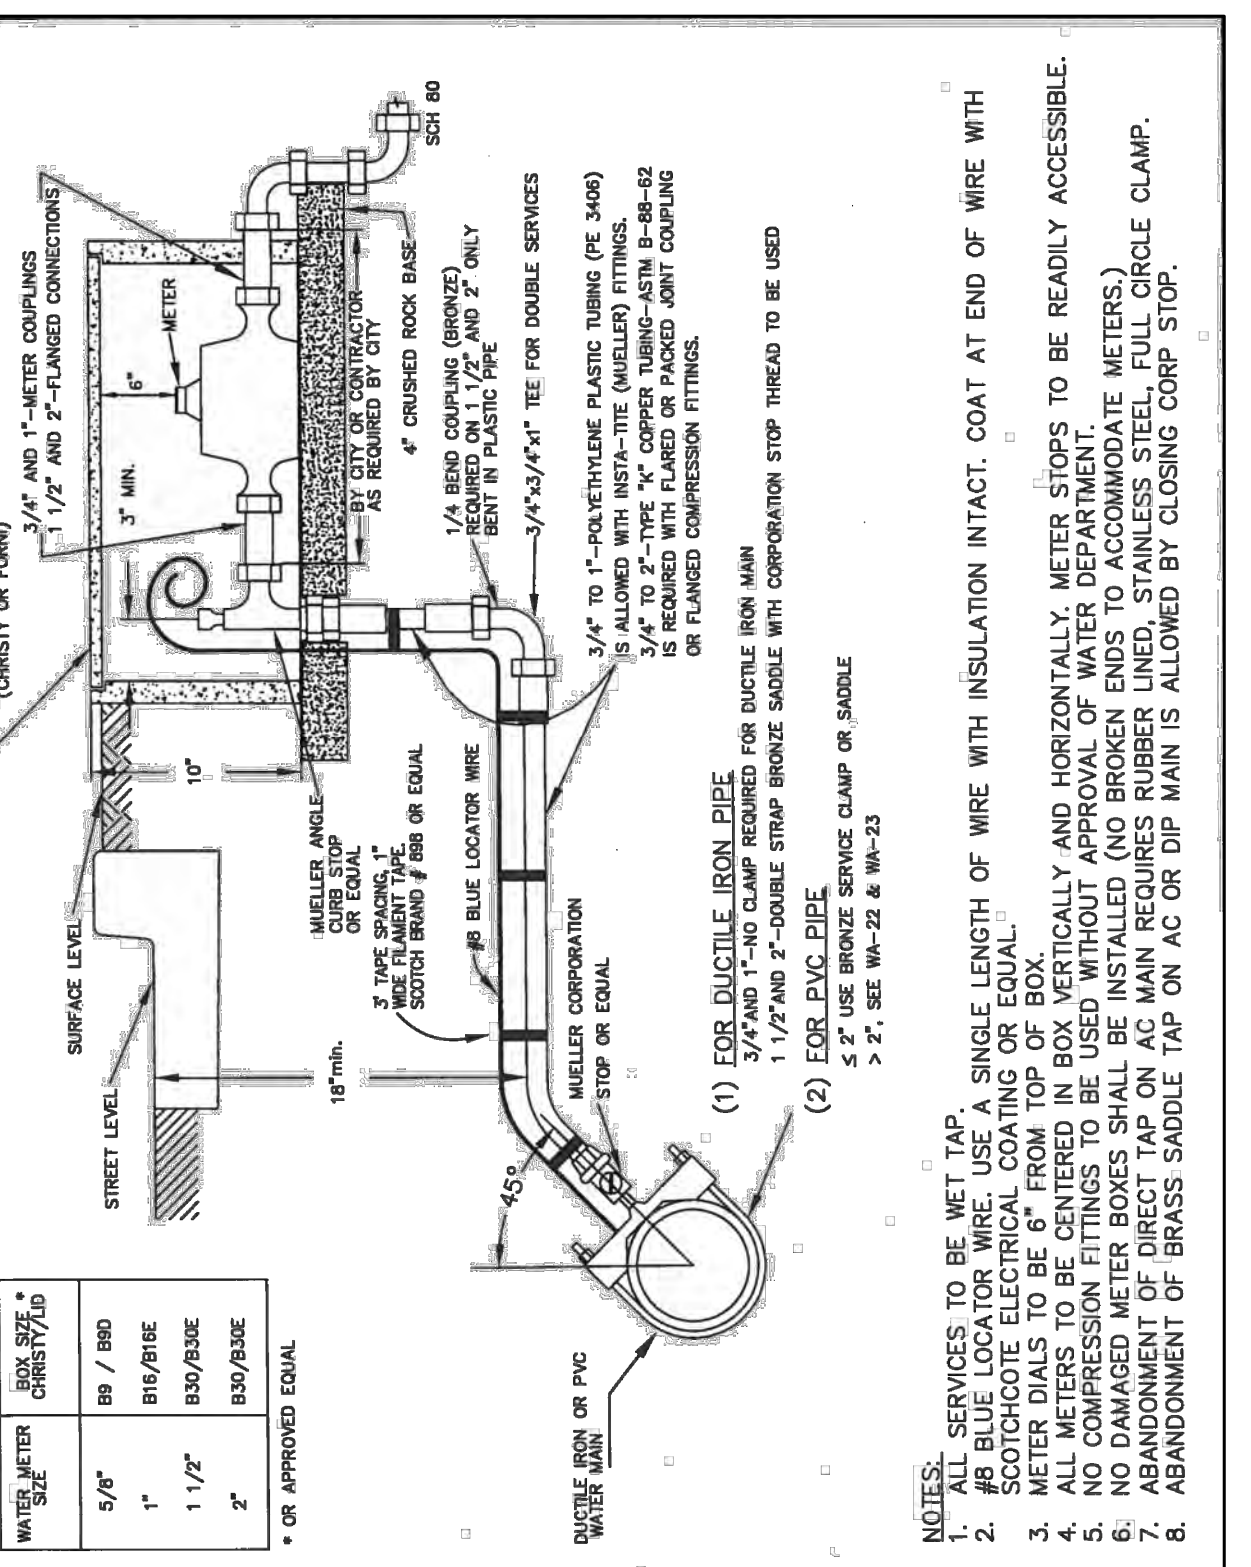 (CHRISTY OR FORNI)
3/4" AND 1"-METER COUPLINGS
1 1/2" AND 2"-FLANGED CONNECTIONS
METER
6"
3" MIN.
SCH 80
BY CITY OR CONTRACTOR
AS REQUIRED BY CITY
4" CRUSHED ROCK BASE
1/4 BEND COUPLING (BRONZE)
REQUIRED ON 1 1/2" AND 2" ONLY
BENT IN PLASTIC PIPE
3/4"x3/4"x1" TEE FOR DOUBLE SERVICES
3/4" TO 1"-POLYETHYLENE PLASTIC TUBING (PE 3406)
IS ALLOWED WITH INSTA-TITE (MUELLER) FITTINGS.
3/4" TO 2"-TYPE "K" COPPER TUBING-ASTM B-88-62
IS REQUIRED WITH FLARED OR PACKED JOINT COUPLING
OR FLANGED COMPRESSION FITTINGS.
SURFACE LEVEL
STREET LEVEL
10"
18"min.
MUELLER ANGLE
CURB STOP
OR EQUAL
3' TAPE SPACING, 1"
WIDE FILAMENT TAPE.
SCOTCH BRAND # 898 OR EQUAL
#8 BLUE LOCATOR WIRE
MUELLER CORPORATION
STOP OR EQUAL
45°
(1) FOR DUCTILE IRON PIPE
3/4"AND 1"-NO CLAMP REQUIRED FOR DUCTILE IRON MAIN
1 1/2"AND 2"-DOUBLE STRAP BRONZE SADDLE WITH CORPORATION STOP THREAD TO BE USED
(2) FOR PVC PIPE
≤ 2" USE BRONZE SERVICE CLAMP OR SADDLE
> 2", SEE WA-22 & WA-23
DUCTILE IRON OR PVC
WATER MAIN
WATER METER SIZE BOX SIZE * CHRISTY/LID
5/8" B9 / B9D
1" B16/B16E
1 1/2" B30/B30E
2" B30/B30E
* OR APPROVED EQUAL
NOTES:
1. ALL SERVICES TO BE WET TAP.
2. #8 BLUE LOCATOR WIRE. USE A SINGLE LENGTH OF WIRE WITH INSULATION INTACT. COAT AT END OF WIRE WITH
SCOTCHCOTE ELECTRICAL COATING OR EQUAL.
3. METER DIALS TO BE 6" FROM TOP OF BOX.
4. ALL METERS TO BE CENTERED IN BOX VERTICALLY AND HORIZONTALLY. METER STOPS TO BE READILY ACCESSIBLE.
5. NO COMPRESSION FITTINGS TO BE USED WITHOUT APPROVAL OF WATER DEPARTMENT.
6. NO DAMAGED METER BOXES SHALL BE INSTALLED (NO BROKEN ENDS TO ACCOMMODATE METERS.)
7. ABANDONMENT OF DIRECT TAP ON AC MAIN REQUIRES RUBBER LINED, STAINLESS STEEL, FULL CIRCLE CLAMP.
8. ABANDONMENT OF BRASS SADDLE TAP ON AC OR DIP MAIN IS ALLOWED BY CLOSING CORP STOP.